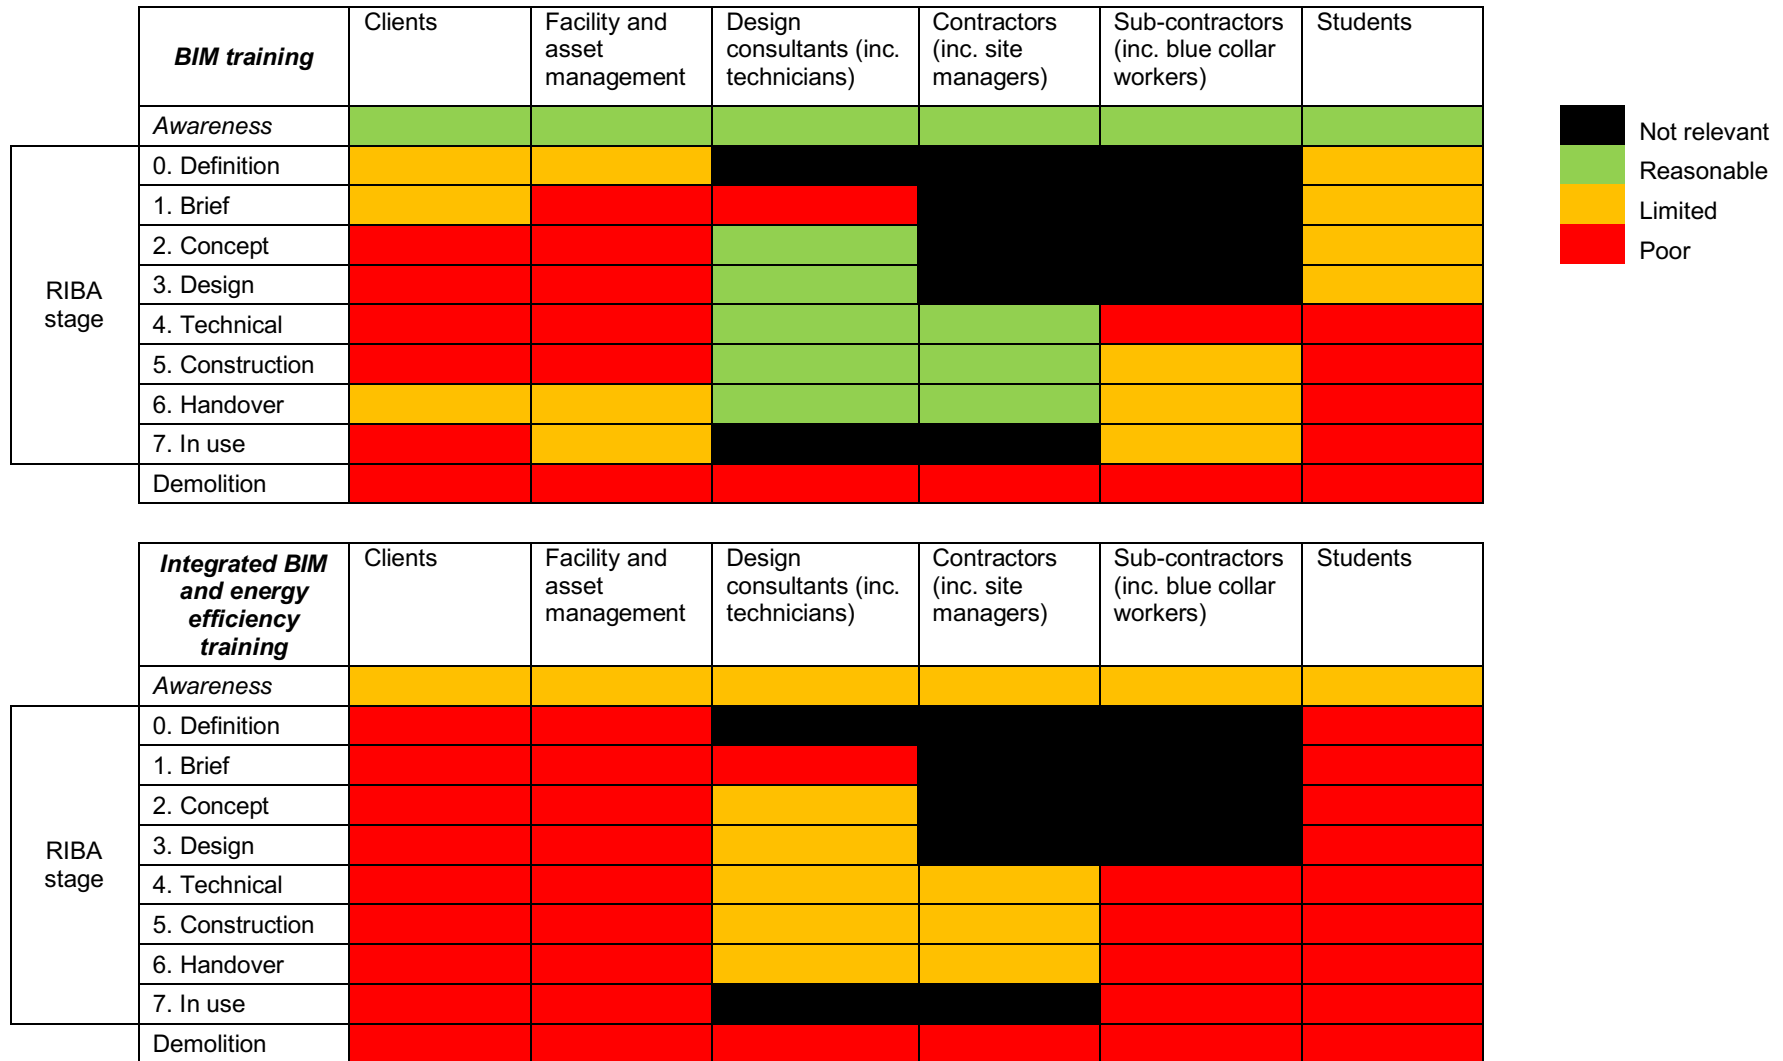 BIM training
Clients
Facility and
asset
management
Design
consultants (inc.
technicians)
Contractors
(inc. site
managers)
Sub-contractors
(inc. blue collar
workers)
Students
Awareness
RIBA
stage
0. Definition
1. Brief
2. Concept
3. Design
4. Technical
5. Construction
6. Handover
7. In use
Demolition
Not relevant
Reasonable
Limited
Poor
Integrated BIM
and energy
efficiency
training
Clients
Facility and
asset
management
Design
consultants (inc.
technicians)
Contractors
(inc. site
managers)
Sub-contractors
(inc. blue collar
workers)
Students
Awareness
RIBA
stage
0. Definition
1. Brief
2. Concept
3. Design
4. Technical
5. Construction
6. Handover
7. In use
Demolition